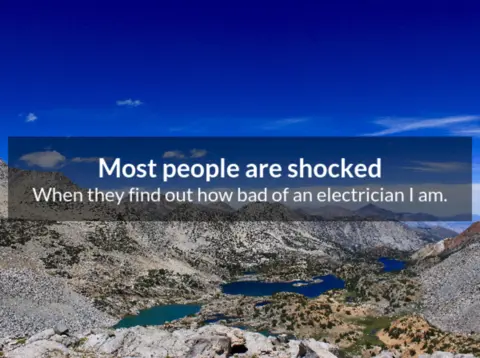 Most people are shocked
When they find out how bad of an electrician I am.